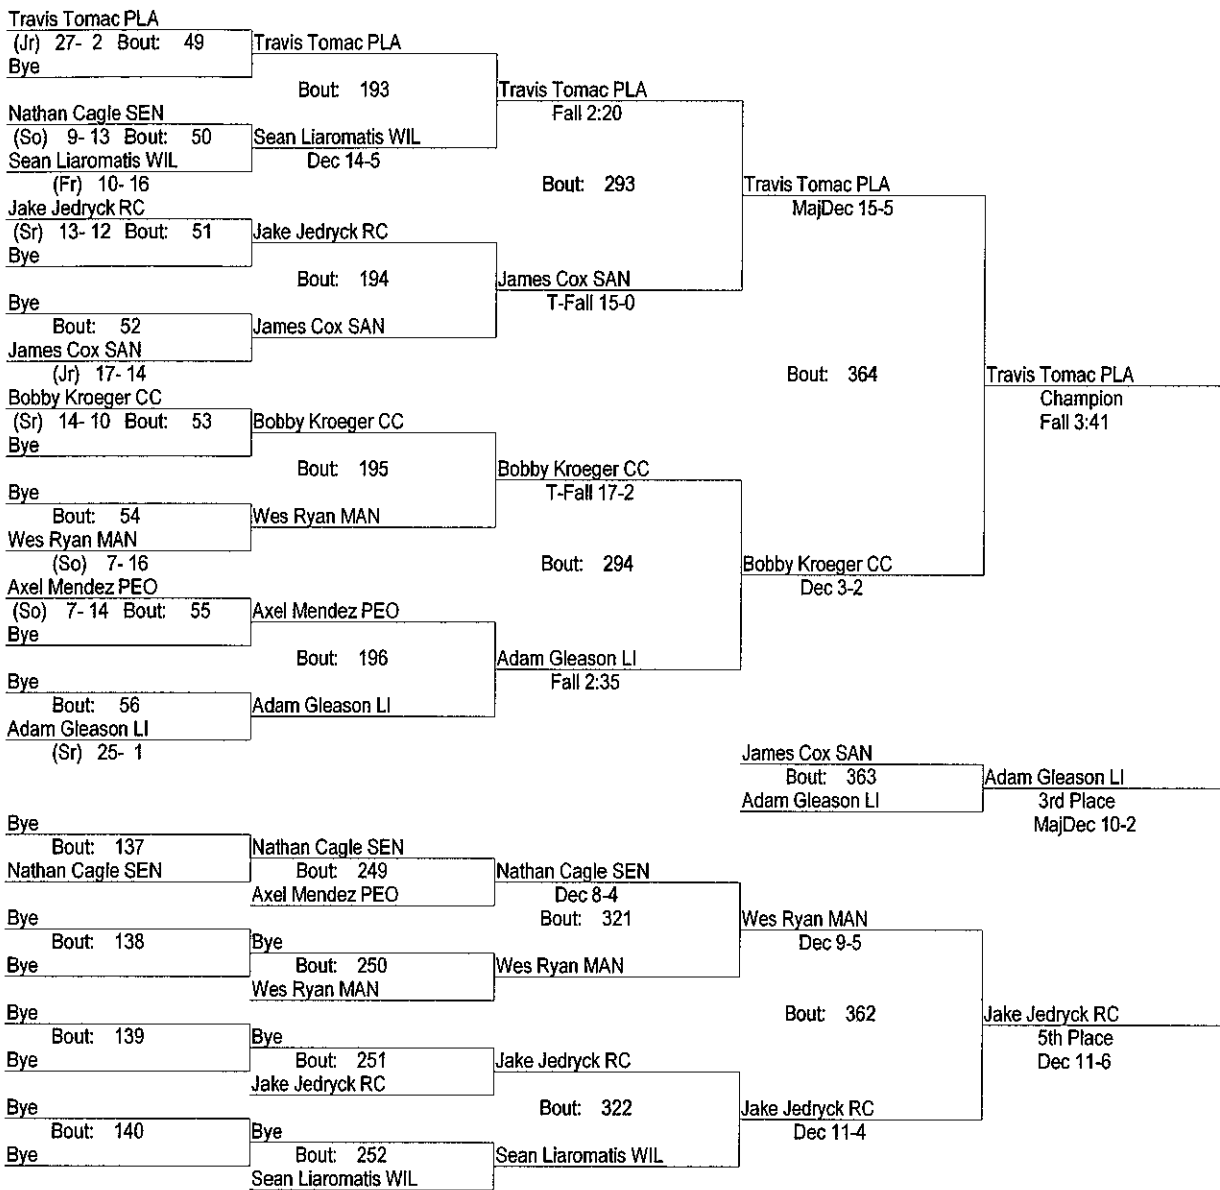 Travis Tomac PLA
(Jr) 27- 2 Bout: 49
Travis Tomac PLA
Bye
Bout: 193
Travis Tomac PLA
Fall 2:20
Nathan Cagle SEN
(So) 9- 13 Bout: 50
Sean Liaromatis WIL
Sean Liaromatis WIL
Dec 14-5
(Fr) 10- 16
Bout: 293
Travis Tomac PLA
MajDec 15-5
Jake Jedryck RC
(Sr) 13- 12 Bout: 51
Jake Jedryck RC
Bye
Bout: 194
James Cox SAN
T-Fall 15-0
Bye
Bout: 52
James Cox SAN
James Cox SAN
(Jr) 17- 14
Bout: 364
Travis Tomac PLA
Champion
Fall 3:41
Bobby Kroeger CC
(Sr) 14- 10 Bout: 53
Bobby Kroeger CC
Bye
Bout: 195
Bobby Kroeger CC
T-Fall 17-2
Bye
Bout: 54
Wes Ryan MAN
Wes Ryan MAN
(So) 7- 16
Bout: 294
Bobby Kroeger CC
Dec 3-2
Axel Mendez PEO
(So) 7- 14 Bout: 55
Axel Mendez PEO
Bye
Bout: 196
Adam Gleason LI
Fall 2:35
Bye
Bout: 56
Adam Gleason LI
Adam Gleason LI
(Sr) 25- 1
James Cox SAN
Bout: 363
Adam Gleason LI
Adam Gleason LI
3rd Place
MajDec 10-2
Bye
Bout: 137
Nathan Cagle SEN
Nathan Cagle SEN
Bout: 249
Axel Mendez PEO
Nathan Cagle SEN
Dec 8-4
Bout: 321
Wes Ryan MAN
Dec 9-5
Bye
Bout: 138
Bye
Bye
Bout: 250
Wes Ryan MAN
Wes Ryan MAN
Bout: 362
Jake Jedryck RC
5th Place
Dec 11-6
Bye
Bout: 139
Bye
Bye
Bout: 251
Jake Jedryck RC
Jake Jedryck RC
Bout: 322
Jake Jedryck RC
Dec 11-4
Bye
Bout: 140
Bye
Bye
Bout: 252
Sean Liaromatis WIL
Sean Liaromatis WIL